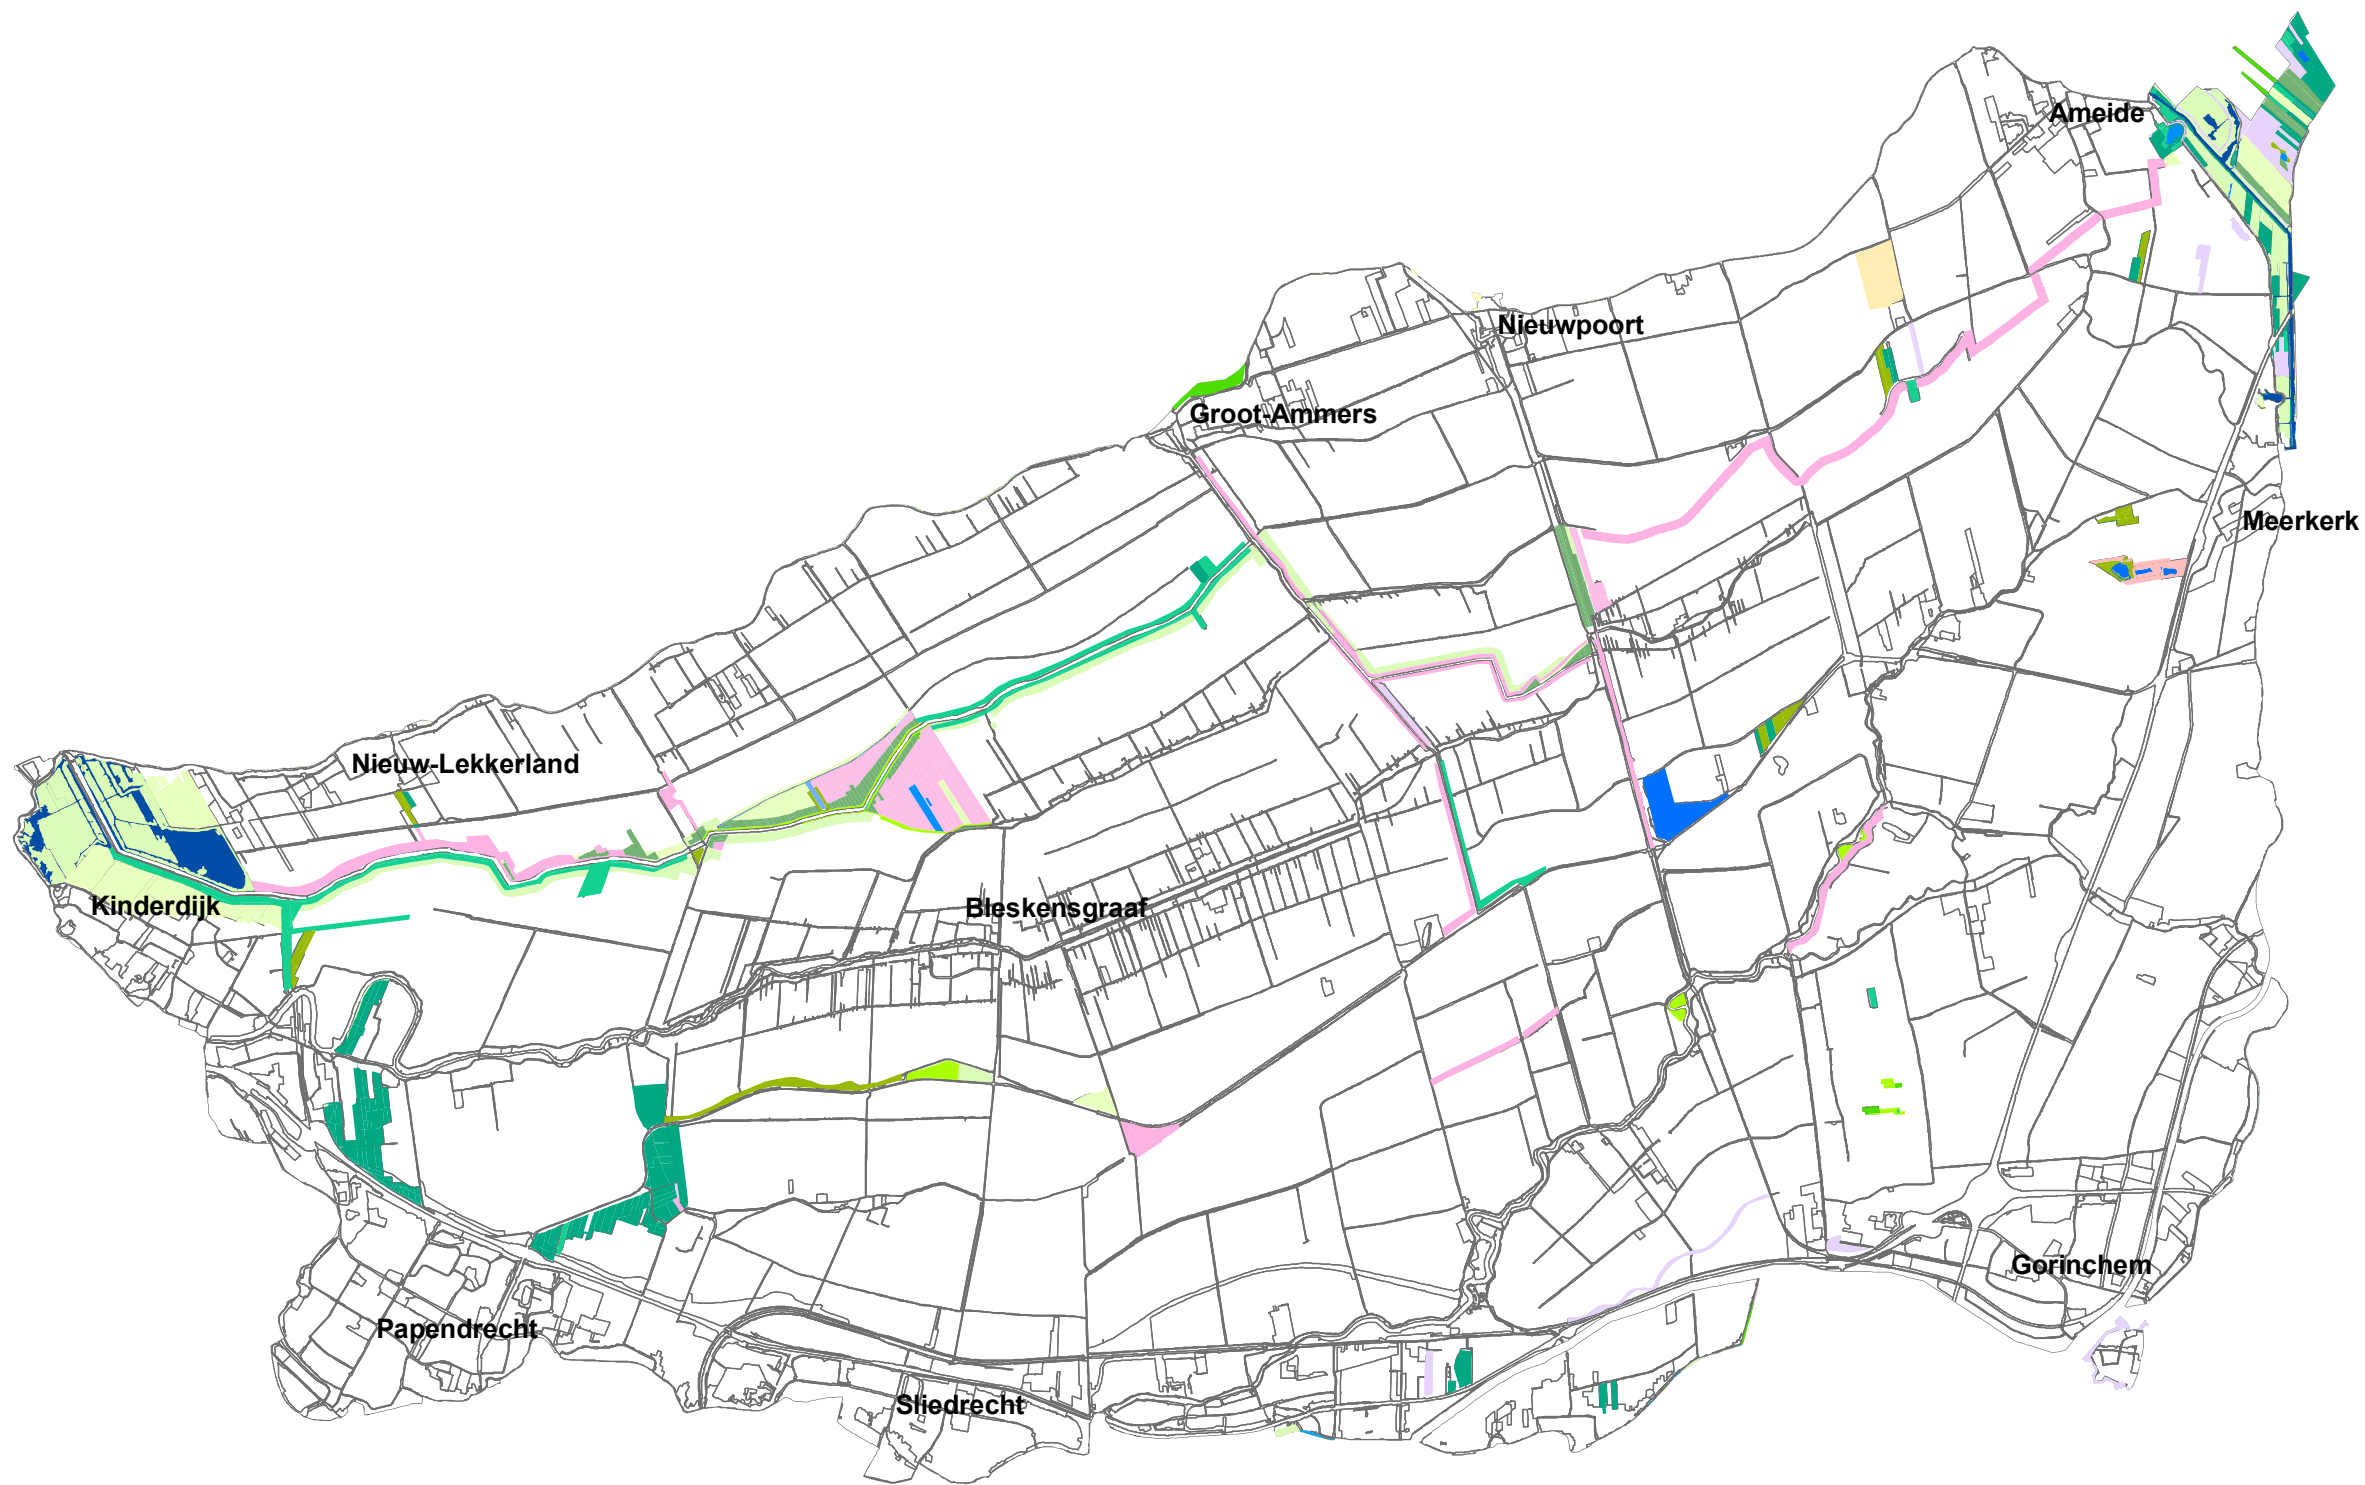 Ameide
Nieuwpoort
Groot-Ammers
Meerkerk
Nieuw-Lekkerland
Kinderdijk
Bleskensgraaf
Gorinchem
Papendrecht
Sliedrecht